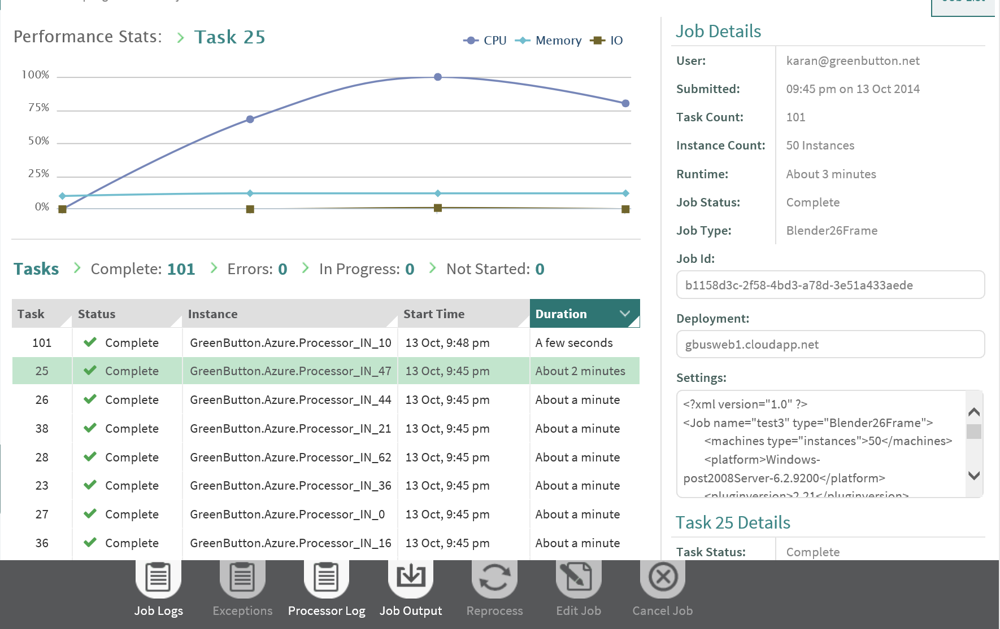 Performance Stats: Task 25
CPU Memory IO
100%
75%
50%
25%
0%
Tasks Complete: 101 Errors: 0 In Progress: 0 Not Started: 0
Task Status Instance Start Time Duration
101 Complete GreenButton.Azure.Processor_IN_10 13 Oct, 9:48 pm A few seconds
25 Complete GreenButton.Azure.Processor_IN_47 13 Oct, 9:45 pm About 2 minutes
26 Complete GreenButton.Azure.Processor_IN_44 13 Oct, 9:45 pm About a minute
38 Complete GreenButton.Azure.Processor_IN_21 13 Oct, 9:45 pm About a minute
28 Complete GreenButton.Azure.Processor_IN_62 13 Oct, 9:45 pm About a minute
23 Complete GreenButton.Azure.Processor_IN_36 13 Oct, 9:45 pm About a minute
27 Complete GreenButton.Azure.Processor_IN_0 13 Oct, 9:45 pm About a minute
36 Complete GreenButton.Azure.Processor_IN_16 13 Oct, 9:45 pm About a minute
Job List
Job Details
User: karan@greenbutton.net
Submitted: 09:45 pm on 13 Oct 2014
Task Count: 101
Instance Count: 50 Instances
Runtime: About 3 minutes
Job Status: Complete
Job Type: Blender26Frame
Job Id:
b1158d3c-2f58-4bd3-a78d-3e51a433aede
Deployment:
gbusweb1.cloudapp.net
Settings:
<?xml version="1.0" ?>
<Job name="test3" type="Blender26Frame">
<machines type="instances">50</machines>
<platform>Windows-
post2008Server-6.2.9200</platform>
<pluginversion>2.21</pluginversion>
Task 25 Details
Task Status: Complete
Job Logs Exceptions Processor Log Job Output Reprocess Edit Job Cancel Job